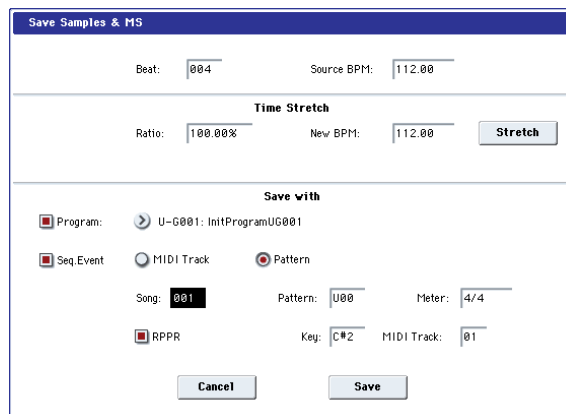 Save Samples & MS
Beat: 004 Source BPM: 112.00
Time Stretch
Ratio: 100.00% New BPM: 112.00 Stretch
Save with
Program: U-G001: InitProgramUG001
Seq.Event MIDI Track Pattern
Song: 001 Pattern: U00 Meter: 4/4
RPPR Key: C#2 MIDI Track: 01
Cancel Save